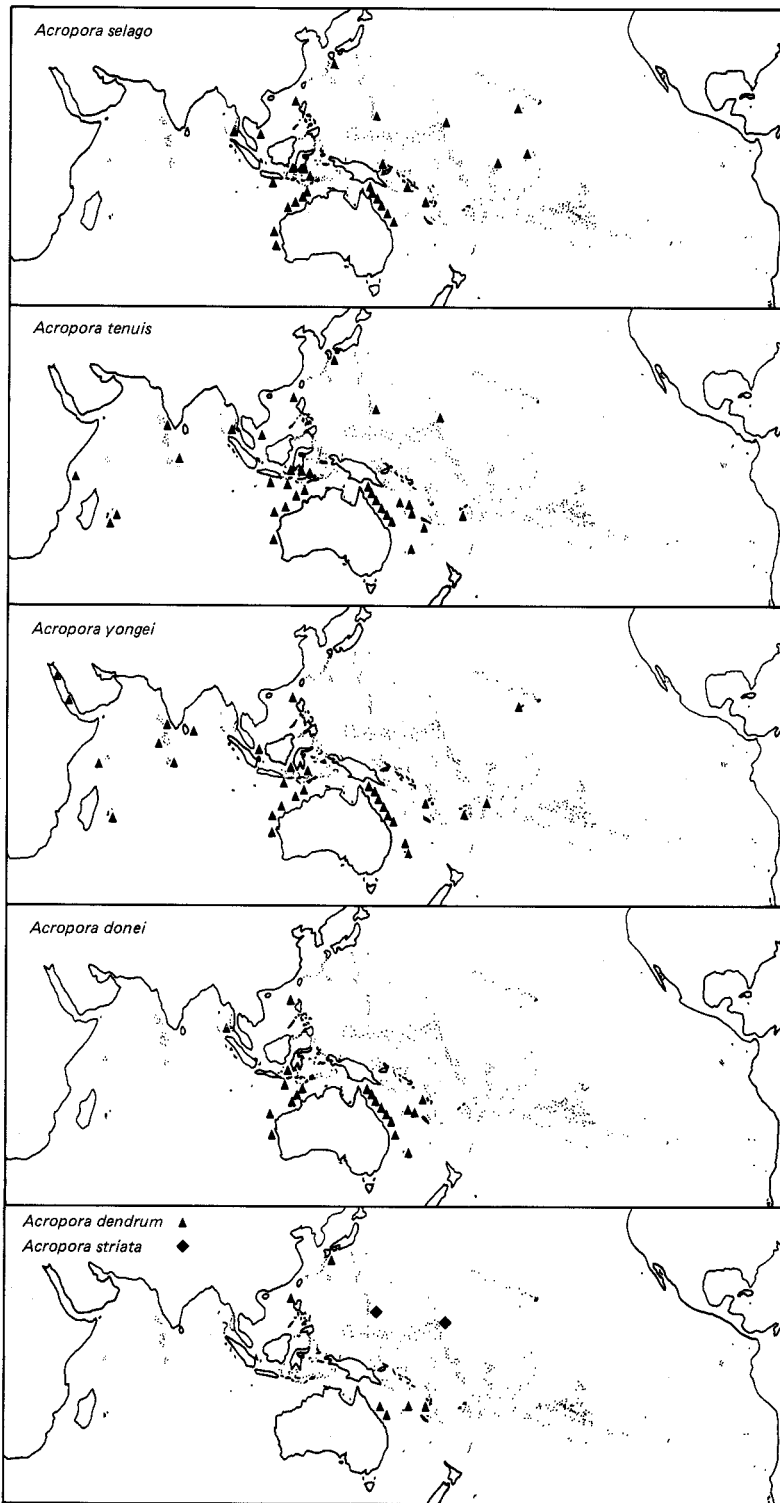 Acropora selago
Acropora tenuis
Acropora yongei
Acropora donei
Acropora dendrum ▲
Acropora striata ◆